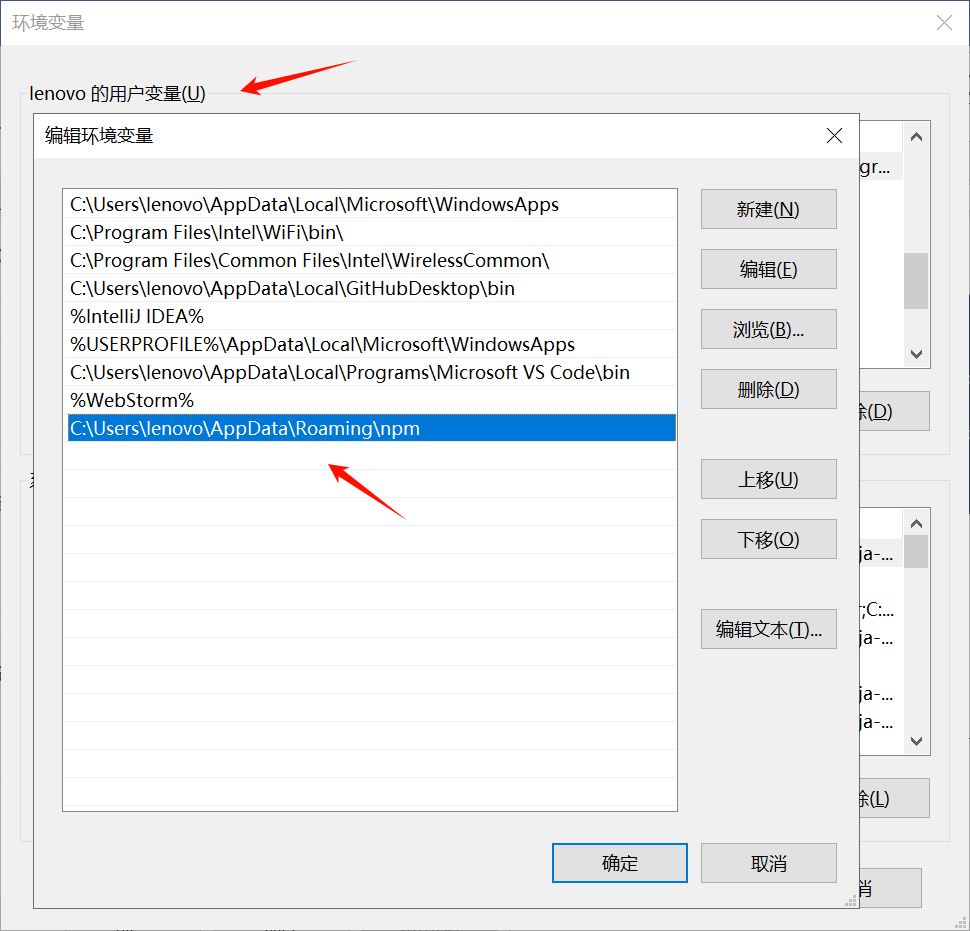 环境变量
lenovo 的用户变量(U)
编辑环境变量
gr...
C:\Users\lenovo\AppData\Local\Microsoft\WindowsApps
C:\Program Files\Intel\WiFi\bin\
C:\Program Files\Common Files\Intel\WirelessCommon\
C:\Users\lenovo\AppData\Local\GitHubDesktop\bin
%IntelliJ IDEA%
%USERPROFILE%\AppData\Local\Microsoft\WindowsApps
C:\Users\lenovo\AppData\Local\Programs\Microsoft VS Code\bin
%WebStorm%
C:\Users\lenovo\AppData\Roaming\npm
新建(N)
编辑(E)
浏览(B)...
删除(D)
上移(U)
下移(O)
编辑文本(T)...
除(D)
ja-...
;C:...
ja-...
ja-...
ja-...
除(L)
确定
取消
消